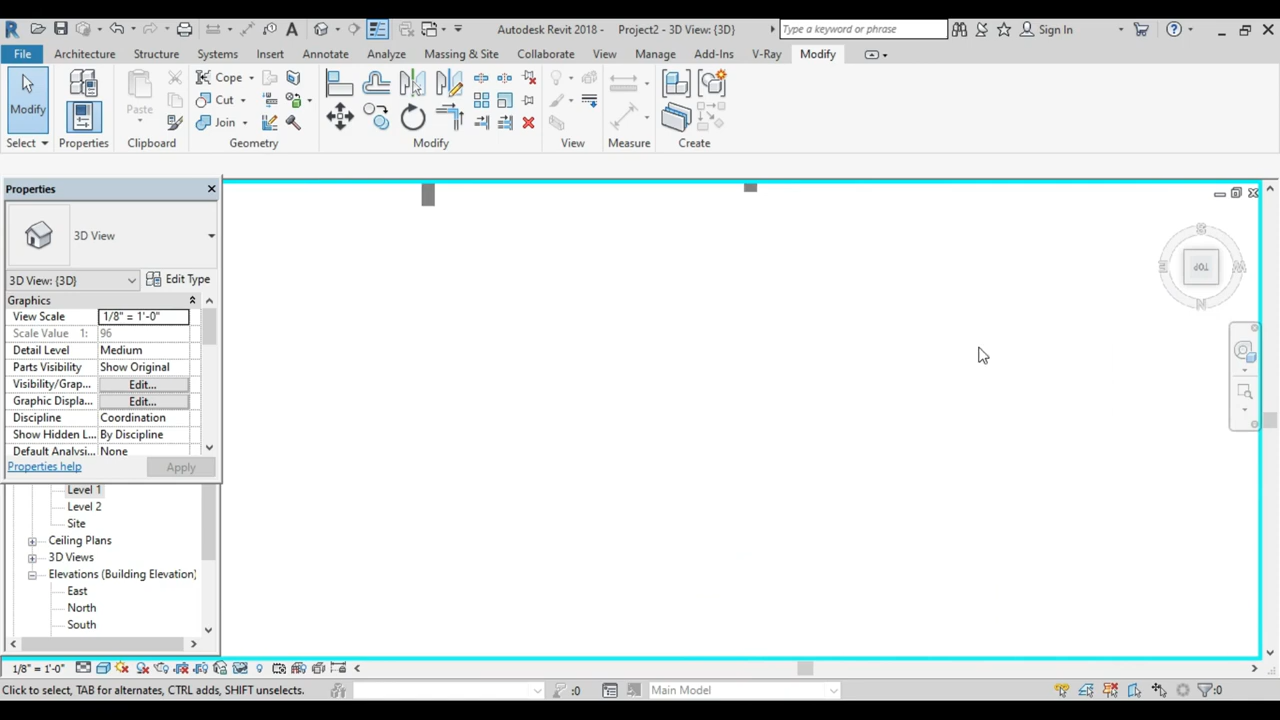 Autodesk Revit 2018 - Project2 - 3D View: {3D}
Type a keyword or phrase
Sign In
File Architecture Structure Systems Insert Annotate Analyze Massing & Site Collaborate View Manage Add-Ins V-Ray Modify
Modify
Paste
Cope
Cut
Join
Select Properties Clipboard Geometry Modify View Measure Create
Properties
3D View
3D View: {3D} Edit Type
Graphics
View Scale 1/8" = 1'-0"
Scale Value 1: 96
Detail Level Medium
Parts Visibility Show Original
Visibility/Grap... Edit...
Graphic Displa... Edit...
Discipline Coordination
Show Hidden L... By Discipline
Default Analysi... None
Properties help Apply
Level 1
Level 2
Site
Ceiling Plans
3D Views
Elevations (Building Elevation)
East
North
South
S
E TOP W
N
1/8" = 1'-0"
Click to select, TAB for alternates, CTRL adds, SHIFT unselects.
:0
Main Model
:0